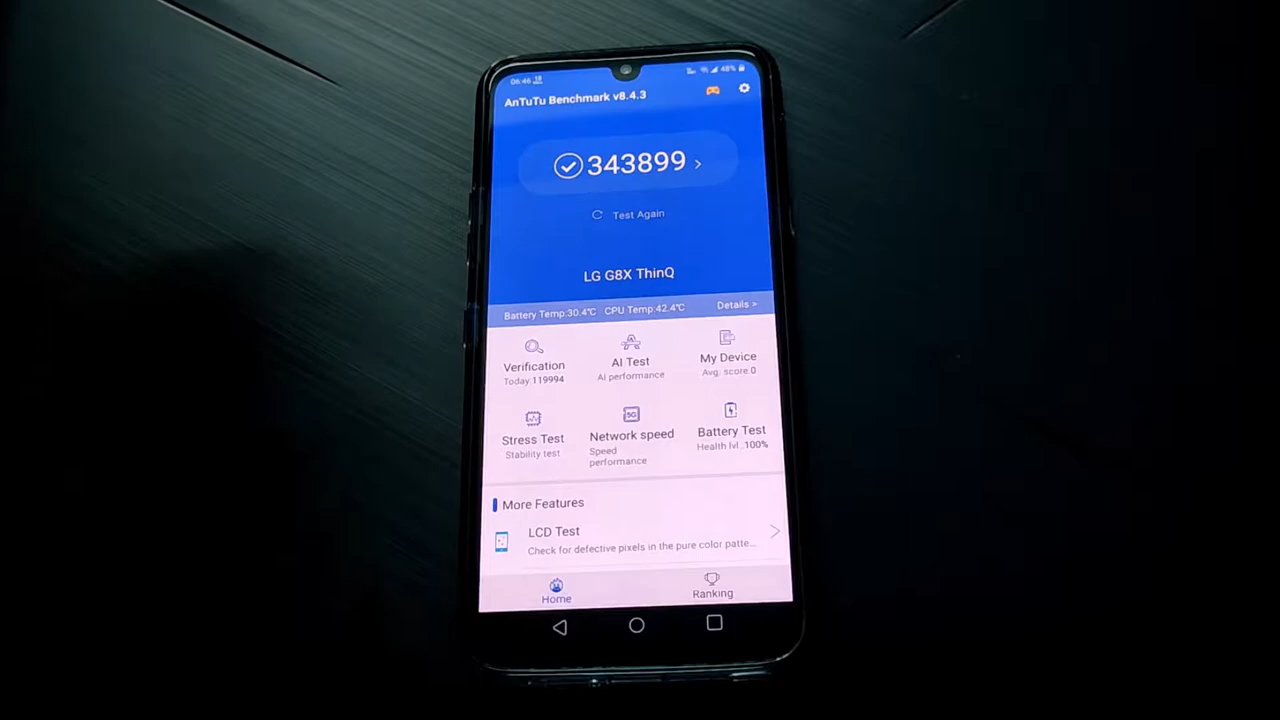 06:46 48%
AnTuTu Benchmark v8.4.3
343899 >
Test Again
LG G8X ThinQ
Battery Temp:30.4℃ CPU Temp:42.4℃ Details >
Verification AI Test My Device
Today 119994 AI performance Avg. score:0
5G
Stress Test Network speed Battery Test
Stability test Speed performance Health lvl..100%
More Features
LCD Test
Check for defective pixels in the pure color patte...
Home Ranking